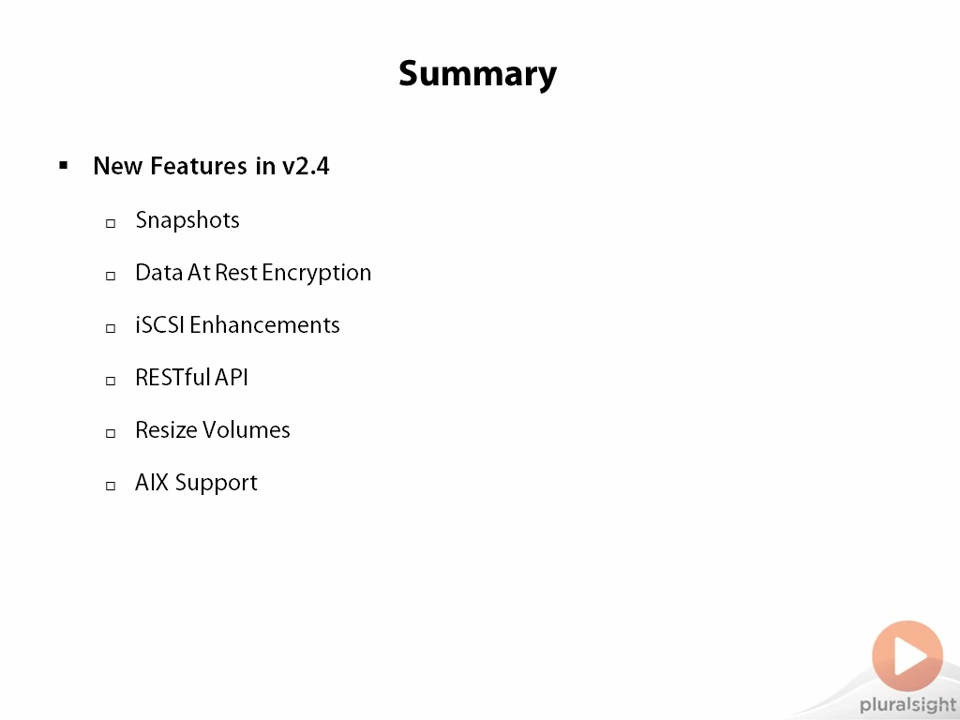 Summary
New Features in v2.4
Snapshots
Data At Rest Encryption
iSCSI Enhancements
RESTful API
Resize Volumes
AIX Support
pluralsight